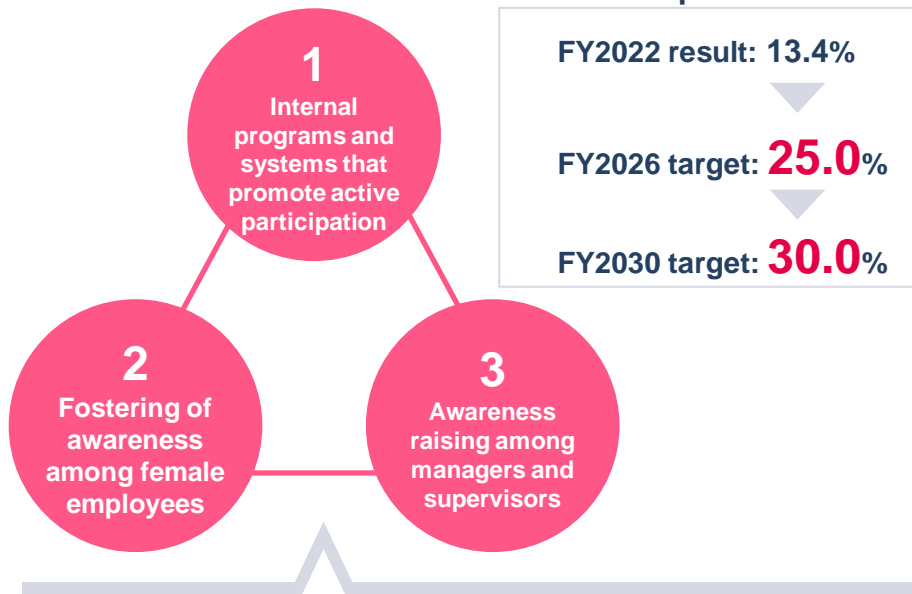 1
Internal
programs and
systems that
promote active
participation
FY2022 result: 13.4%
FY2026 target: 25.0%
FY2030 target: 30.0%
2
Fostering of
awareness
among female
employees
3
Awareness
raising among
managers and
supervisors